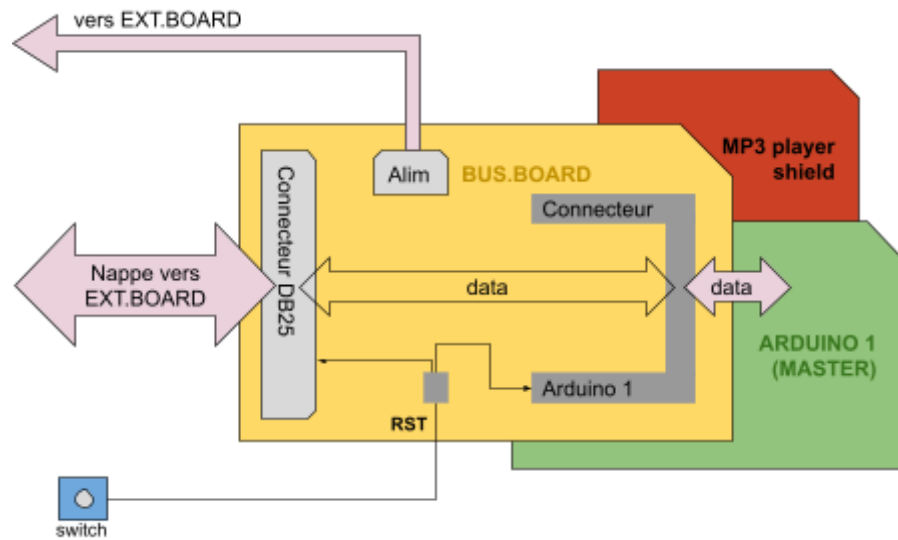 vers EXT.BOARD
MP3 player
shield
Alim
BUS.BOARD
Connecteur DB25
Connecteur
Nappe vers
EXT.BOARD
data
data
ARDUINO 1
(MASTER)
Arduino 1
RST
switch